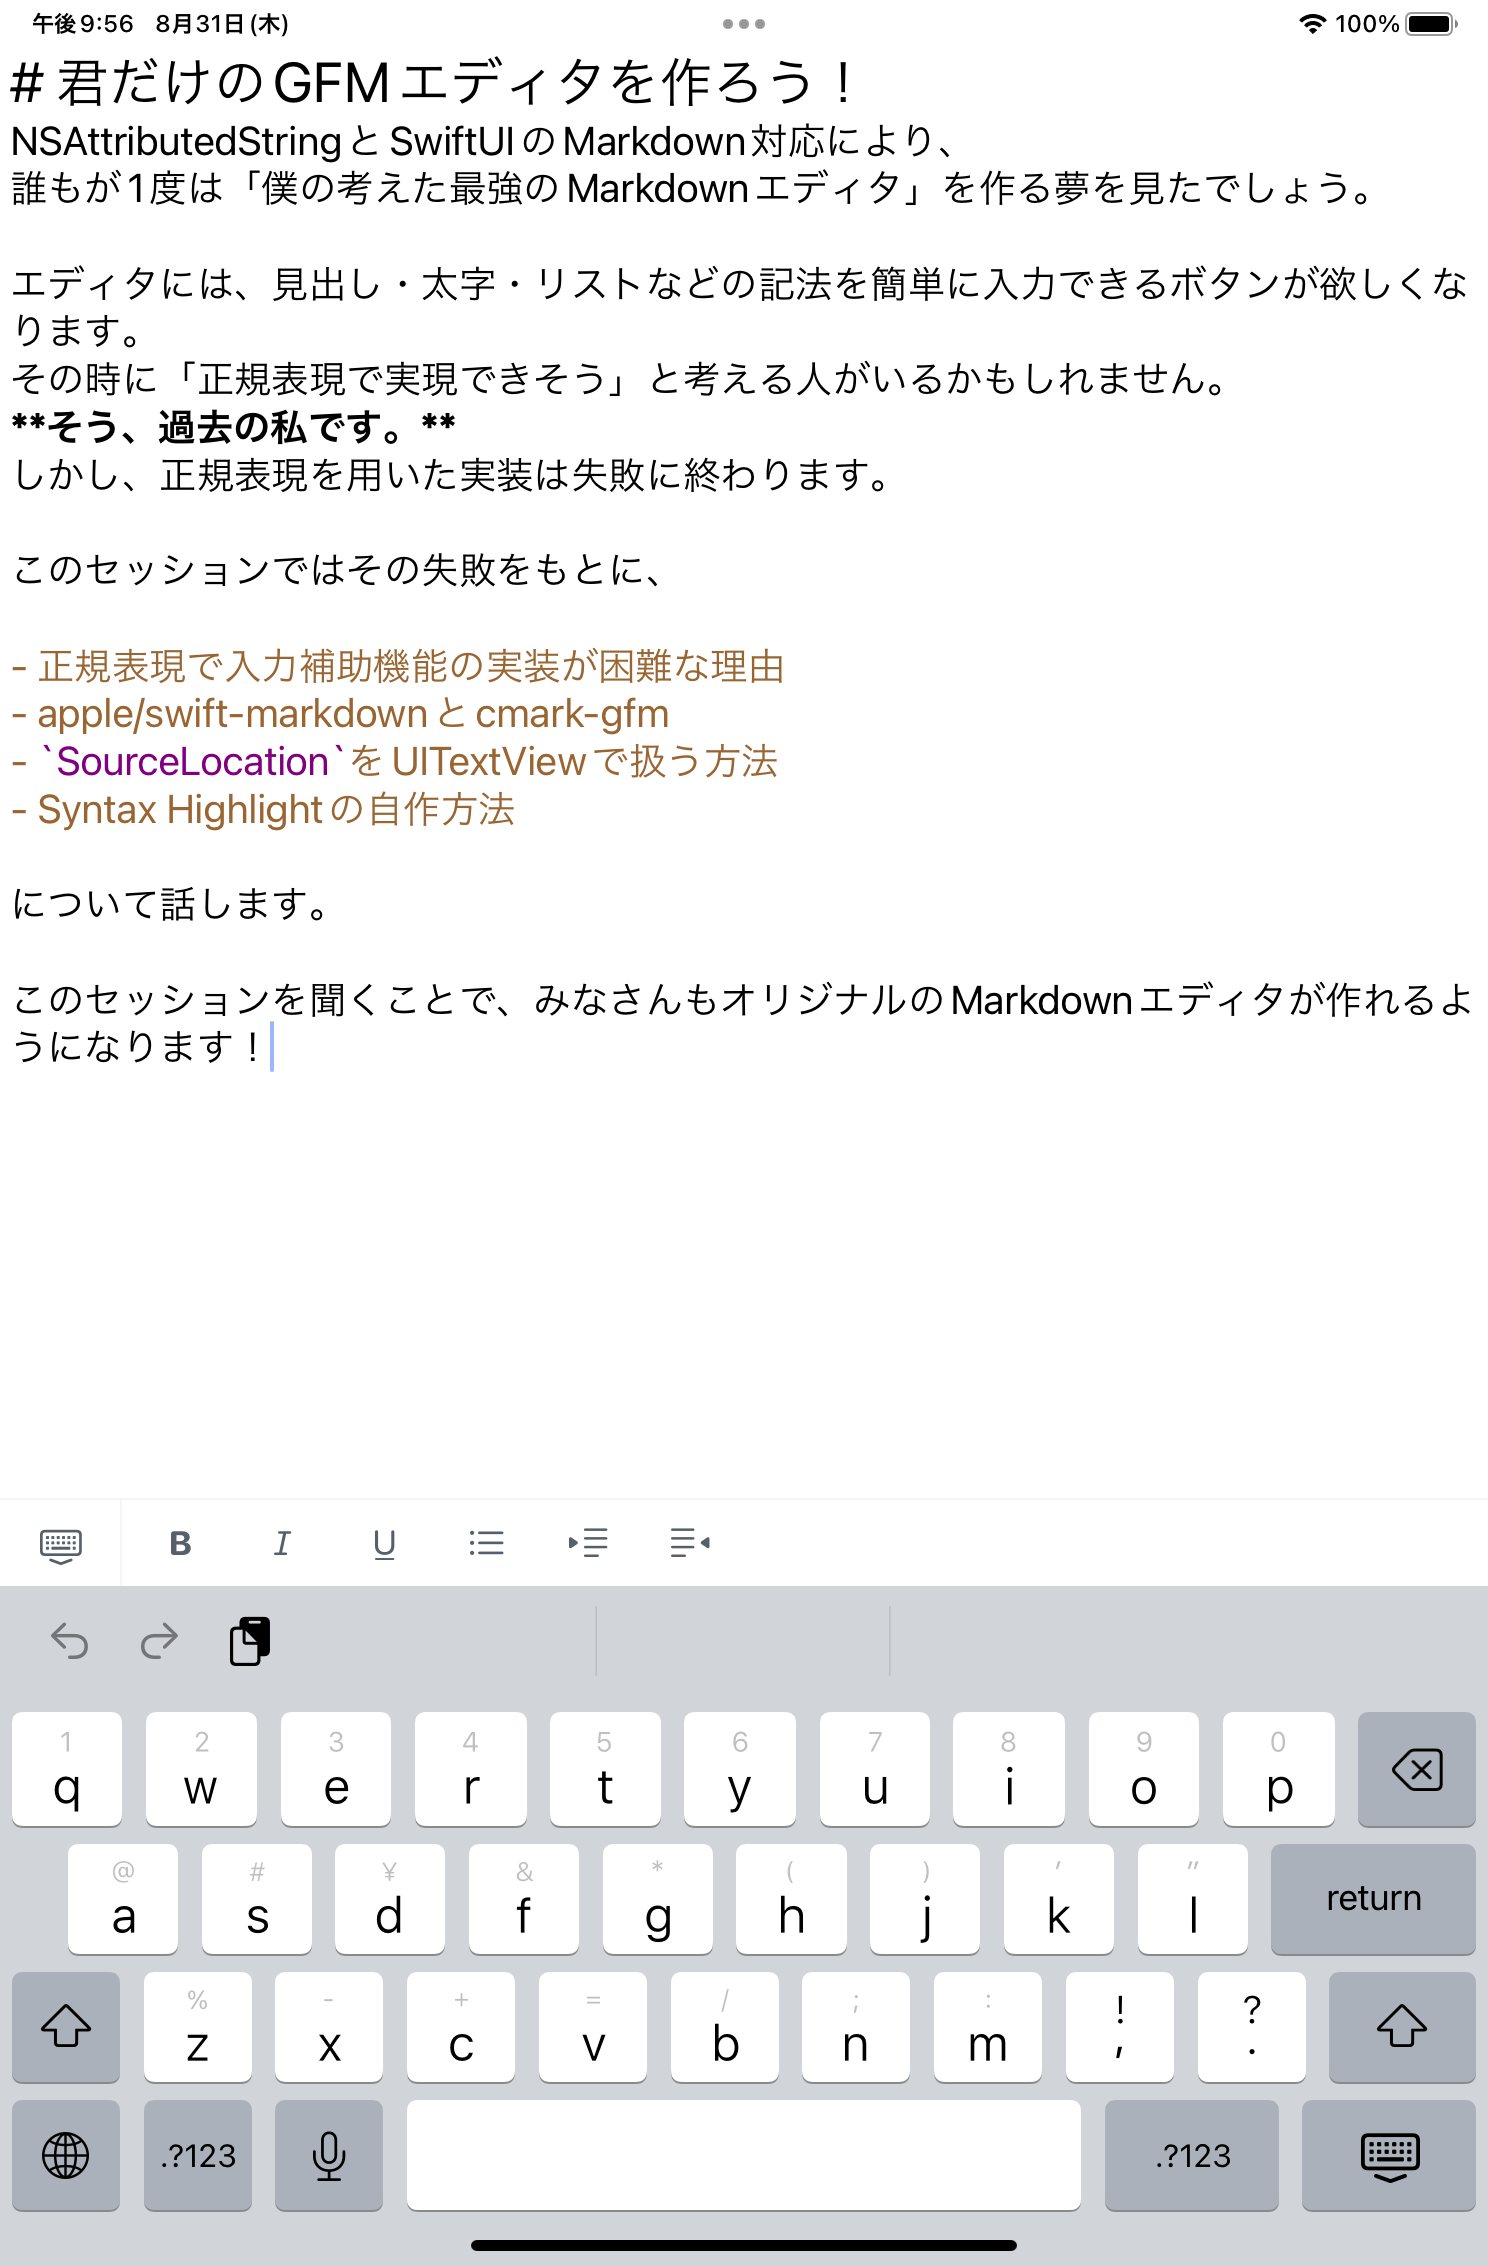 午後9:56 8月31日(木) 100%
# 君だけのGFMエディタを作ろう！
NSAttributedStringとSwiftUIのMarkdown対応により、
誰もが1度は「僕の考えた最強のMarkdownエディタ」を作る夢を見たでしょう。
エディタには、見出し・太字・リストなどの記法を簡単に入力できるボタンが欲しくな
ります。
その時に「正規表現で実現できそう」と考える人がいるかもしれません。
**そう、過去の私です。**
しかし、正規表現を用いた実装は失敗に終わります。
このセッションではその失敗をもとに、
- 正規表現で入力補助機能の実装が困難な理由
- apple/swift-markdownとcmark-gfm
- `SourceLocation`をUITextViewで扱う方法
- Syntax Highlightの自作方法
について話します。
このセッションを聞くことで、みなさんもオリジナルのMarkdownエディタが作れるよ
うになります！
B I U
1 2 3 4 5 6 7 8 9 0
q w e r t y u i o p
@ # ¥ & * ( ) ′ ″
a s d f g h j k l return
% - + = / ; : ! ?
z x c v b n m , .
.?123 .?123